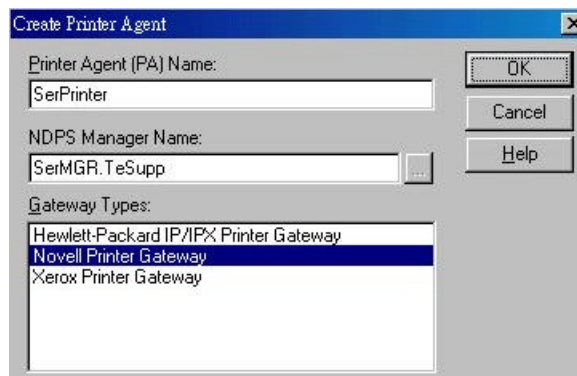 Create Printer Agent
Printer Agent (PA) Name:
SerPrinter
NDPS Manager Name:
SerMGR.TeSupp
...
Gateway Types:
Hewlett-Packard IP/IPX Printer Gateway
Novell Printer Gateway
Xerox Printer Gateway
OK
Cancel
Help